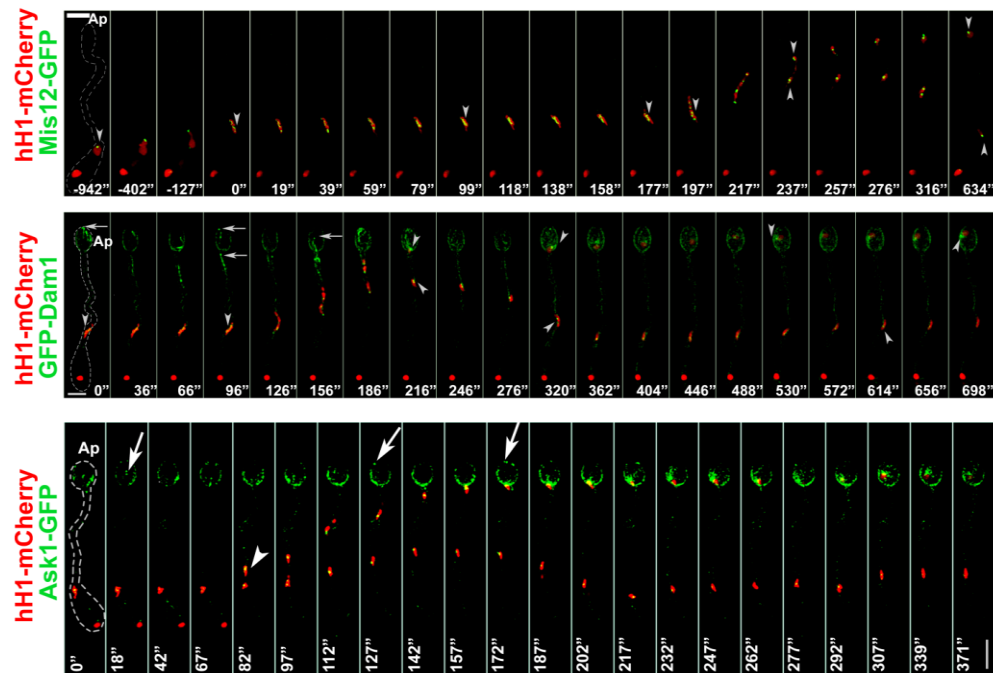 hH1-mCherry
Mis12-GFP
Ap
-942” -402” -127” 0” 19” 39” 59” 79” 99” 118” 138” 158” 177” 197” 217” 237” 257” 276” 316” 634”
hH1-mCherry
GFP-Dam1
Ap
0” 36” 66” 96” 126” 156” 186” 216” 246” 276” 320” 362” 404” 446” 488” 530” 572” 614” 656” 698”
hH1-mCherry
Ask1-GFP
Ap
0” 18” 42” 67” 82” 97” 112” 127” 142” 157” 172” 187” 202” 217” 232” 247” 262” 277” 292” 307” 339” 371”